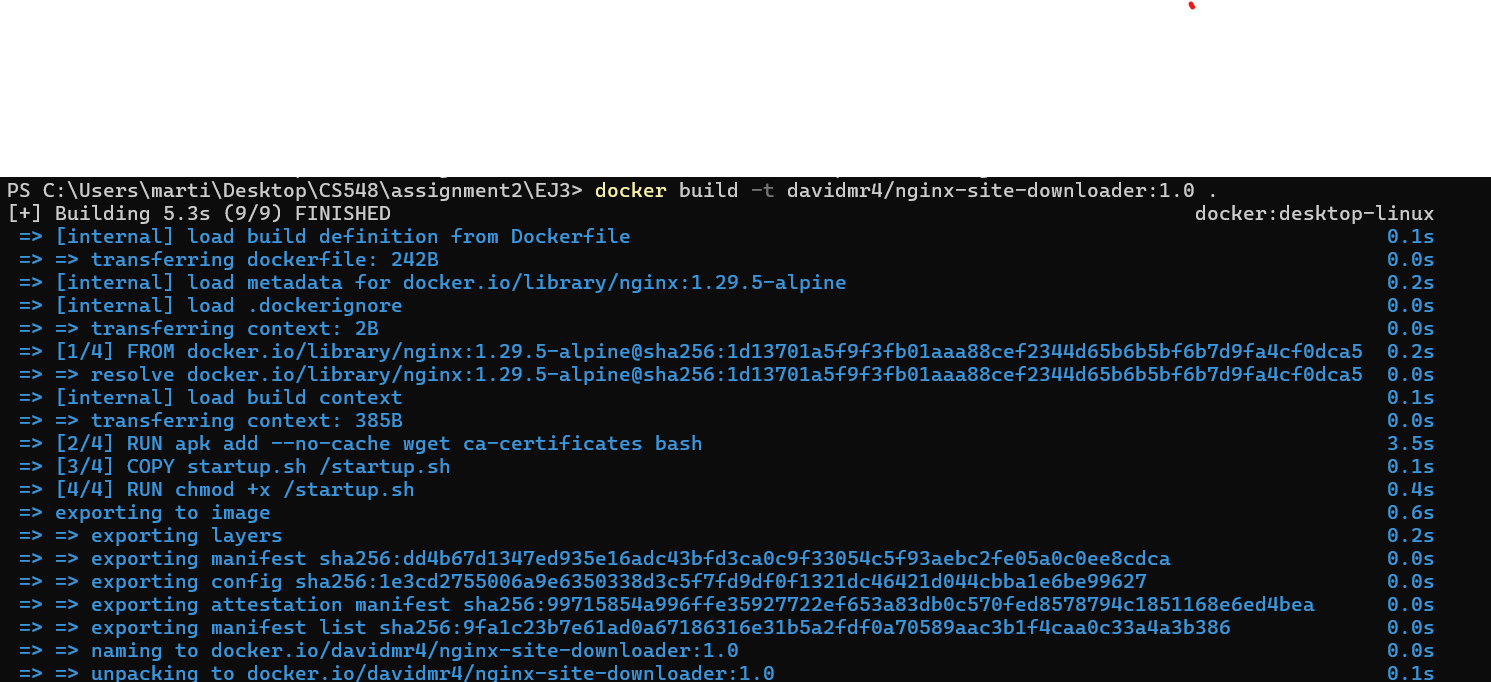 PS C:\Users\marti\Desktop\CS548\assignment2\EJ3> docker build -t davidmr4/nginx-site-downloader:1.0 .
[+] Building 5.3s (9/9) FINISHED docker:desktop-linux
=> [internal] load build definition from Dockerfile 0.1s
=> => transferring dockerfile: 242B 0.0s
=> [internal] load metadata for docker.io/library/nginx:1.29.5-alpine 0.2s
=> [internal] load .dockerignore 0.0s
=> => transferring context: 2B 0.0s
=> [1/4] FROM docker.io/library/nginx:1.29.5-alpine@sha256:1d13701a5f9f3fb01aaa88cef2344d65b6b5bf6b7d9fa4cf0dca5 0.2s
=> => resolve docker.io/library/nginx:1.29.5-alpine@sha256:1d13701a5f9f3fb01aaa88cef2344d65b6b5bf6b7d9fa4cf0dca5 0.0s
=> [internal] load build context 0.1s
=> => transferring context: 385B 0.0s
=> [2/4] RUN apk add --no-cache wget ca-certificates bash 3.5s
=> [3/4] COPY startup.sh /startup.sh 0.1s
=> [4/4] RUN chmod +x /startup.sh 0.4s
=> exporting to image 0.6s
=> => exporting layers 0.2s
=> => exporting manifest sha256:dd4b67d1347ed935e16adc43bfd3ca0c9f33054c5f93aebc2fe05a0c0ee8cdca 0.0s
=> => exporting config sha256:1e3cd2755006a9e6350338d3c5f7fd9df0f1321dc46421d044cbba1e6be99627 0.0s
=> => exporting attestation manifest sha256:99715854a996ffe35927722ef653a83db0c570fed8578794c1851168e6ed4bea 0.0s
=> => exporting manifest list sha256:9fa1c23b7e61ad0a67186316e31b5a2fdf0a70589aac3b1f4caa0c33a4a3b386 0.0s
=> => naming to docker.io/davidmr4/nginx-site-downloader:1.0 0.0s
=> => unpacking to docker.io/davidmr4/nginx-site-downloader:1.0 0.1s